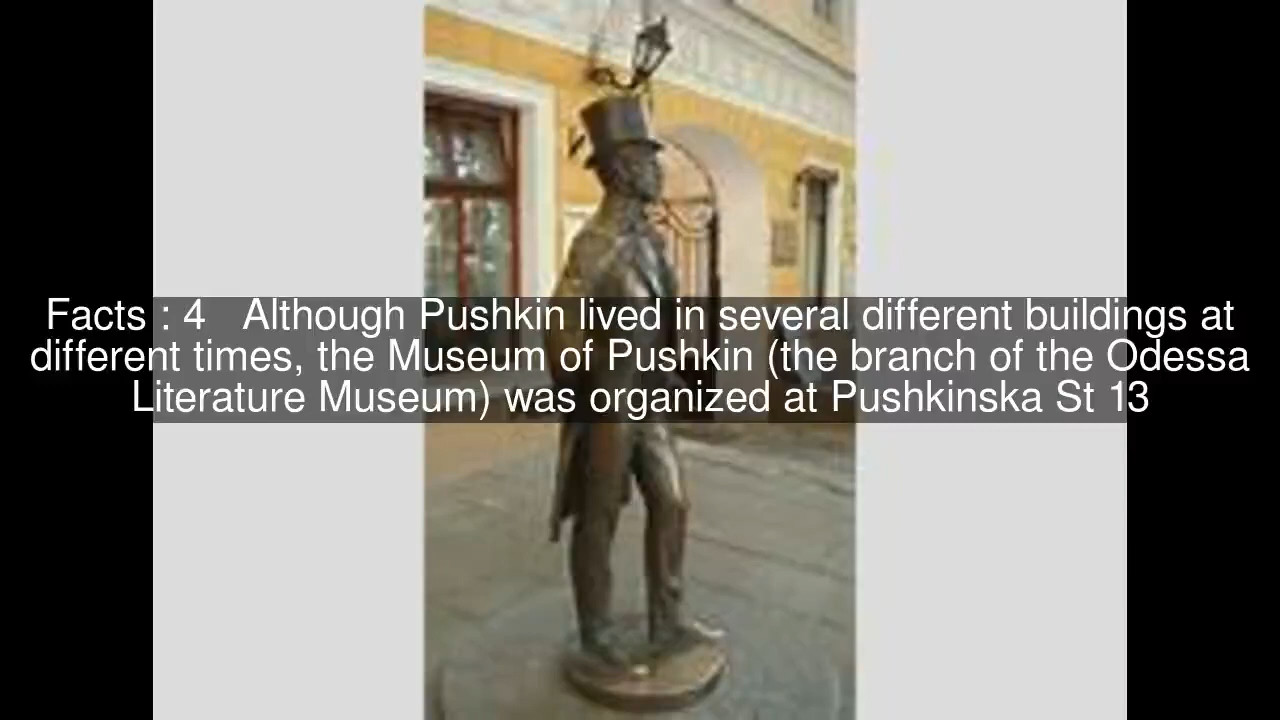 Facts : 4   Although Pushkin lived in several different buildings at
different times, the Museum of Pushkin (the branch of the Odessa
Literature Museum) was organized at Pushkinska St 13